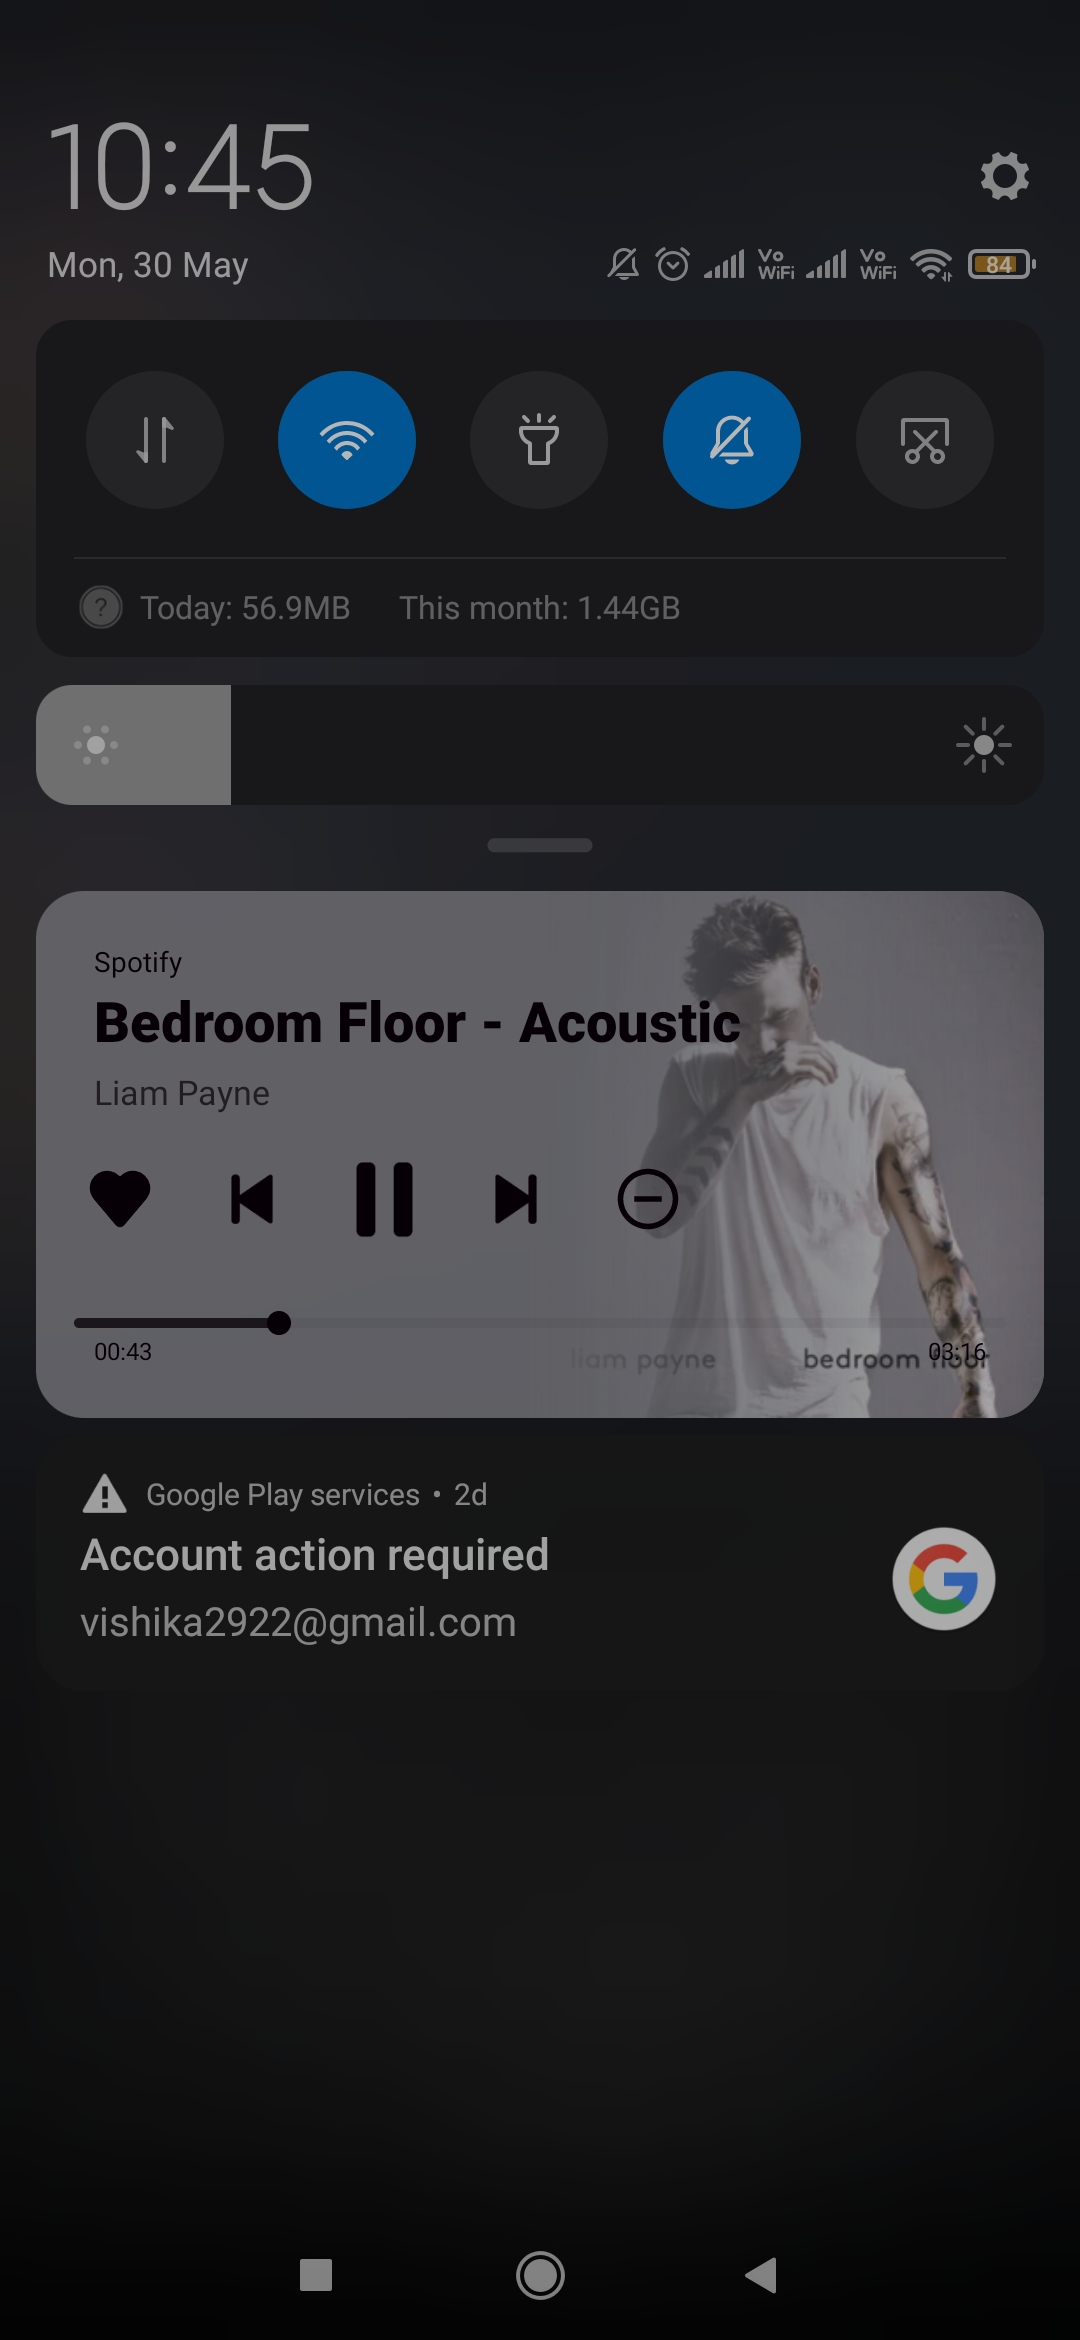 10:45
Mon, 30 May
Vo WiFi Vo WiFi 84
? Today: 56.9MB This month: 1.44GB
Spotify
Bedroom Floor - Acoustic
Liam Payne
00:43 03:16
liam payne bedroom floor
Google Play services • 2d
Account action required
vishika2922@gmail.com